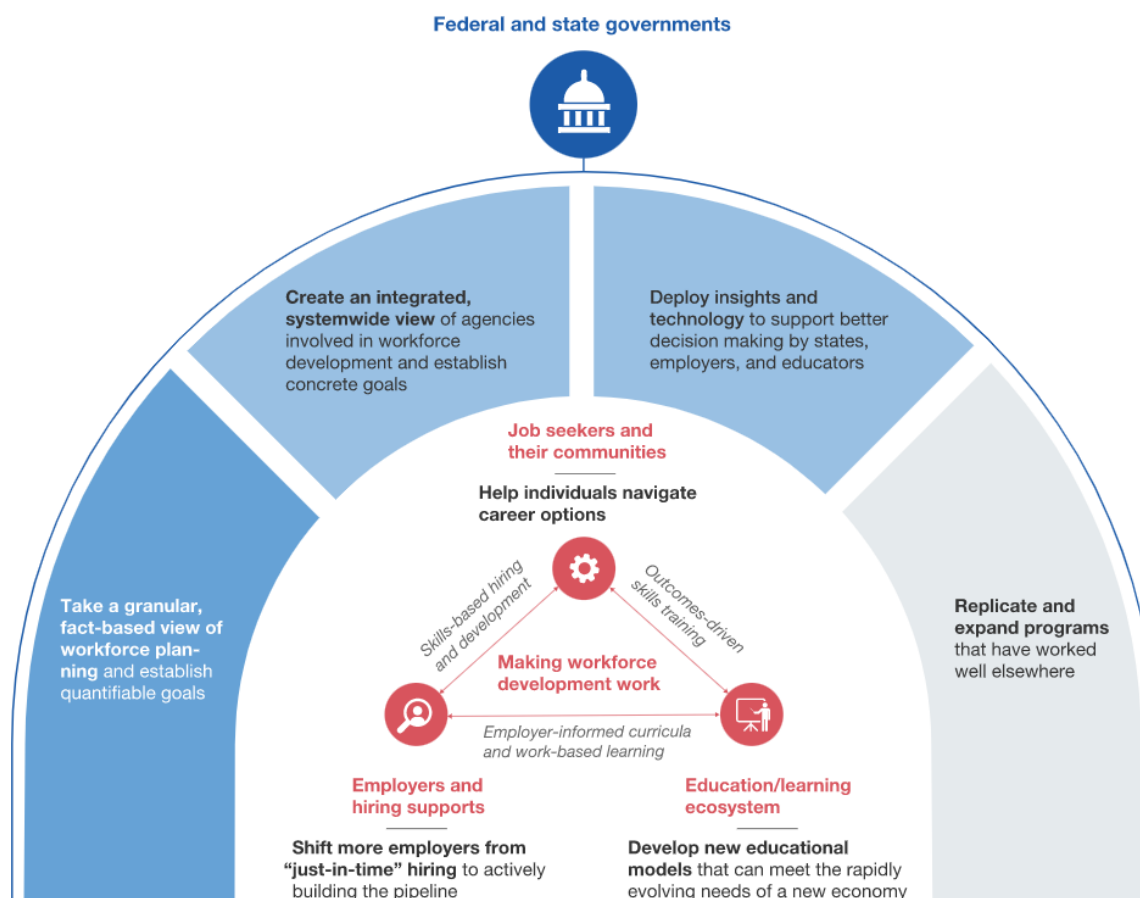 Federal and state governments
Create an integrated,
systemwide view of agencies
involved in workforce
development and establish
concrete goals
Deploy insights and
technology to support better
decision making by states,
employers, and educators
Take a granular,
fact-based view of
workforce plan-
ning and establish
quantifiable goals
Replicate and
expand programs
that have worked
well elsewhere
Job seekers and
their communities
Help individuals navigate
career options
Skills-based hiring
and development
Outcomes-driven
skills training
Making workforce
development work
Employer-informed curricula
and work-based learning
Employers and
hiring supports
Shift more employers from
“just-in-time” hiring to actively
building the pipeline
Education/learning
ecosystem
Develop new educational
models that can meet the rapidly
evolving needs of a new economy